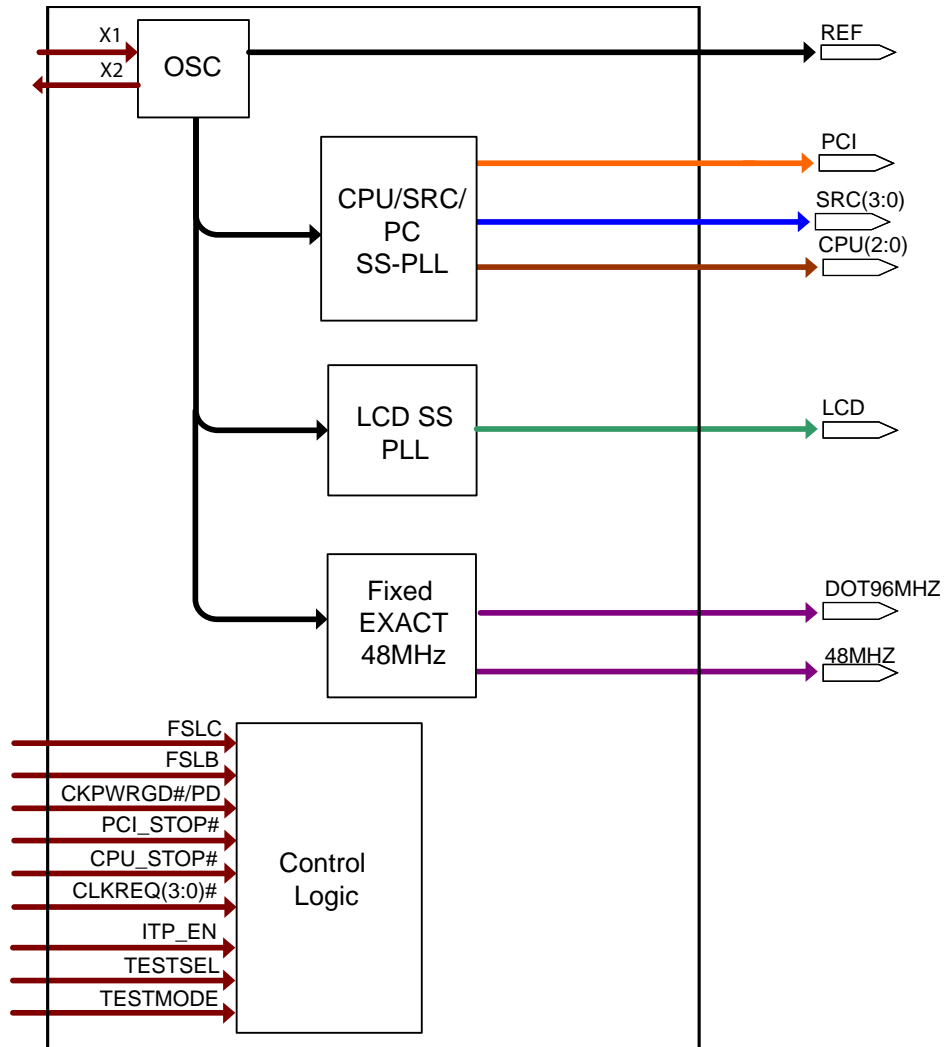 X1
X2
OSC
REF
CPU/SRC/
PC
SS-PLL
PCI
SRC(3:0)
CPU(2:0)
LCD SS
PLL
LCD
Fixed
EXACT
48MHz
DOT96MHZ
48MHZ
FSLC
FSLB
CKPWRGD#/PD
PCI_STOP#
CPU_STOP#
CLKREQ(3:0)#
ITP_EN
TESTSEL
TESTMODE
Control
Logic